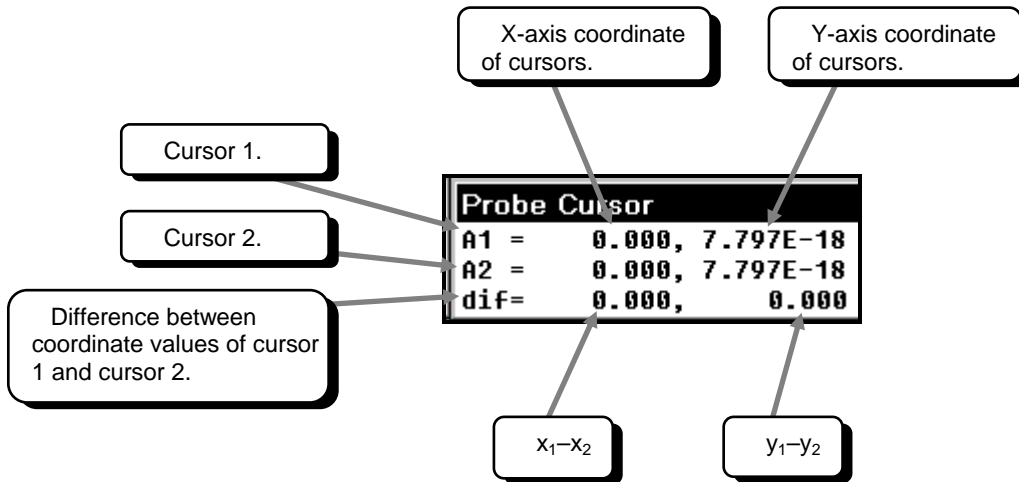 X-axis coordinate
of cursors.
Y-axis coordinate
of cursors.
Cursor 1.
Cursor 2.
Difference between
coordinate values of cursor
1 and cursor 2.
Probe Cursor
A1 = 0.000, 7.797E-18
A2 = 0.000, 7.797E-18
dif= 0.000, 0.000
x₁–x₂
y₁–y₂